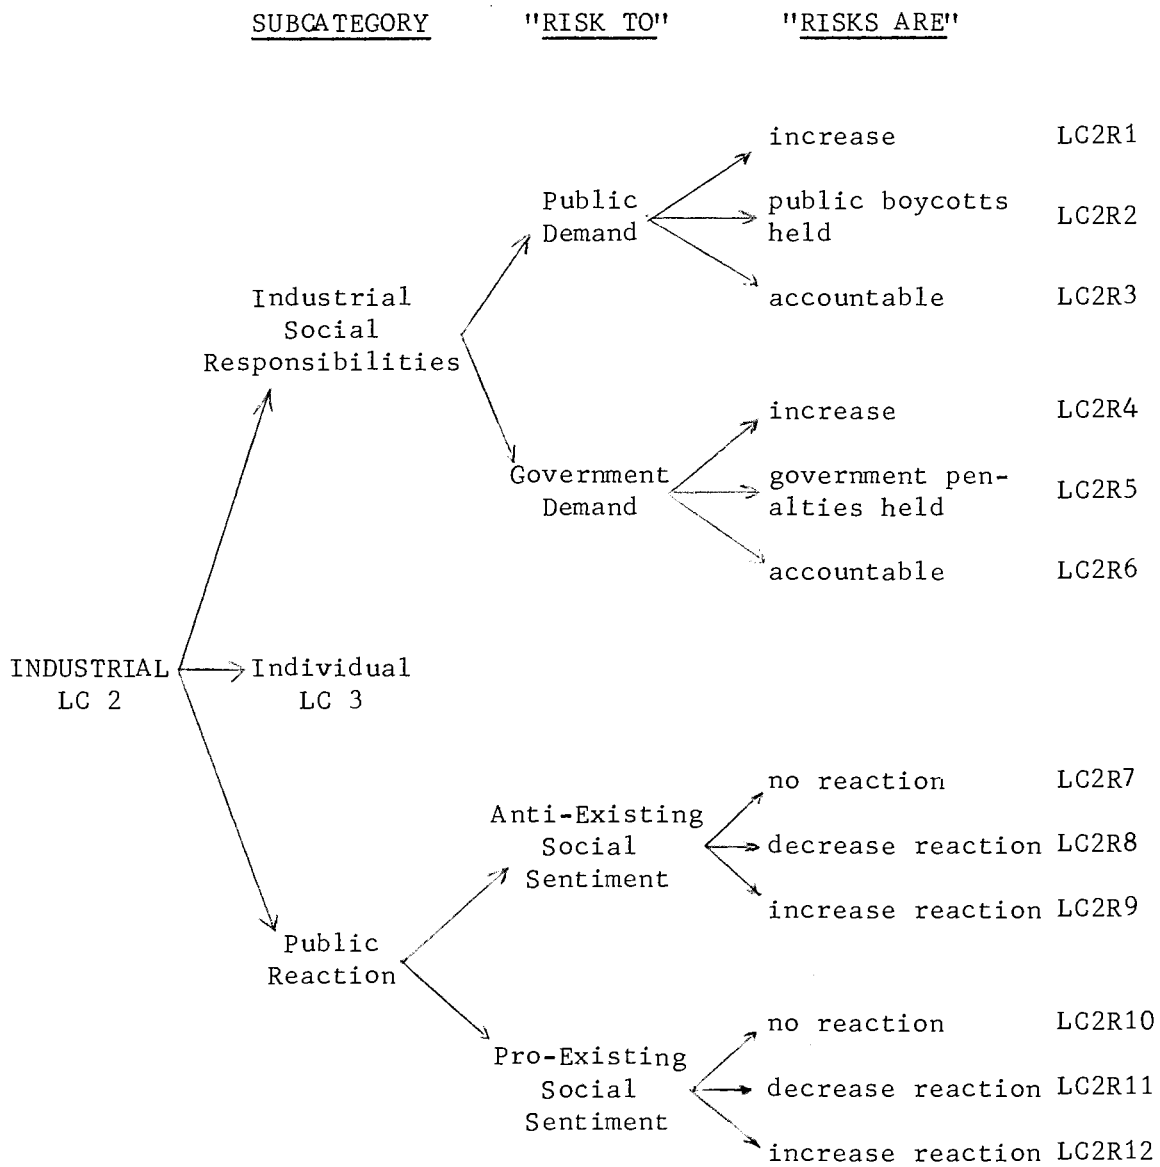 SUBCATEGORY "RISK TO" "RISKS ARE"
increase LC2R1
Public
Demand
public boycotts
held
LC2R2
accountable LC2R3
Industrial
Social
Responsibilities
increase LC2R4
Government
Demand
government pen-
alties held
LC2R5
accountable LC2R6
INDUSTRIAL
LC 2
Individual
LC 3
no reaction LC2R7
Anti-Existing
Social
Sentiment
decrease reaction LC2R8
increase reaction LC2R9
Public
Reaction
no reaction LC2R10
Pro-Existing
Social
Sentiment
decrease reaction LC2R11
increase reaction LC2R12